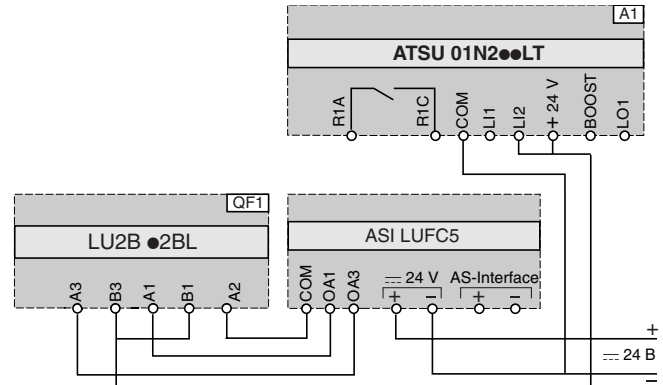 A1
ATSU 01N2●●LT
R1A
R1C
COM
LI1
LI2
+ 24 V
BOOST
LO1
QF1
LU2B ●2BL
A3
B3
A1
B1
A2
ASI LUFC5
COM
OA1
OA3
24 V
AS-Interface
+ − + −
+
24 B
−